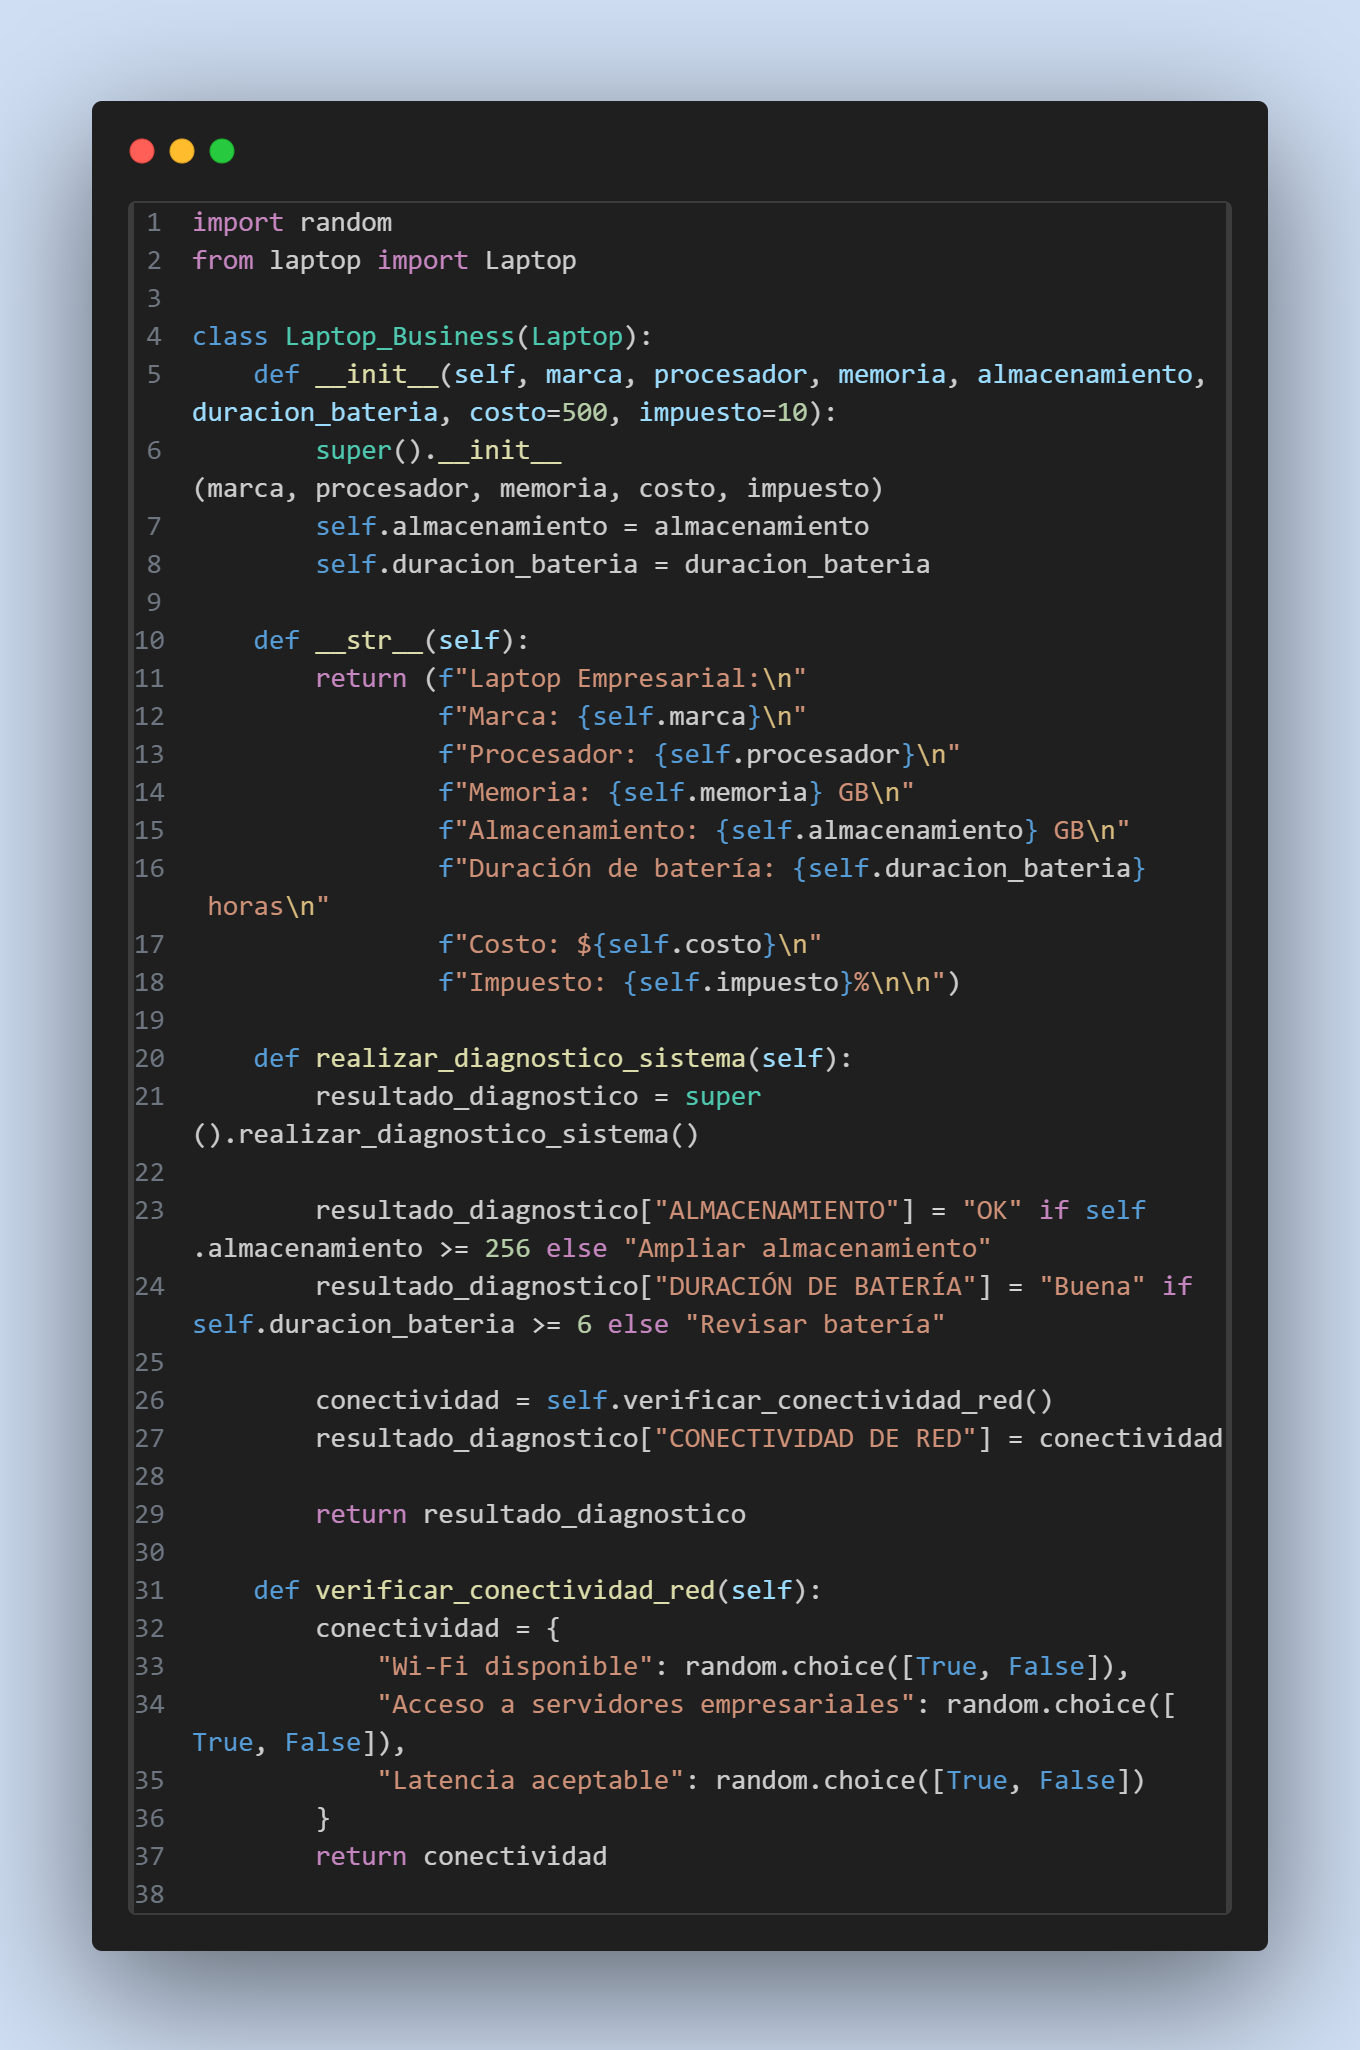 1 import random
2 from laptop import Laptop
3
4 class Laptop_Business(Laptop):
5     def __init__(self, marca, procesador, memoria, almacenamiento,
duracion_bateria, costo=500, impuesto=10):
6         super().__init__
(marca, procesador, memoria, costo, impuesto)
7         self.almacenamiento = almacenamiento
8         self.duracion_bateria = duracion_bateria
9
10     def __str__(self):
11         return (f"Laptop Empresarial:\n"
12                 f"Marca: {self.marca}\n"
13                 f"Procesador: {self.procesador}\n"
14                 f"Memoria: {self.memoria} GB\n"
15                 f"Almacenamiento: {self.almacenamiento} GB\n"
16                 f"Duración de batería: {self.duracion_bateria}
 horas\n"
17                 f"Costo: ${self.costo}\n"
18                 f"Impuesto: {self.impuesto}%\n\n")
19
20     def realizar_diagnostico_sistema(self):
21         resultado_diagnostico = super
().realizar_diagnostico_sistema()
22
23         resultado_diagnostico["ALMACENAMIENTO"] = "OK" if self
.almacenamiento >= 256 else "Ampliar almacenamiento"
24         resultado_diagnostico["DURACIÓN DE BATERÍA"] = "Buena" if
self.duracion_bateria >= 6 else "Revisar batería"
25
26         conectividad = self.verificar_conectividad_red()
27         resultado_diagnostico["CONECTIVIDAD DE RED"] = conectividad
28
29         return resultado_diagnostico
30
31     def verificar_conectividad_red(self):
32         conectividad = {
33             "Wi-Fi disponible": random.choice([True, False]),
34             "Acceso a servidores empresariales": random.choice([
True, False]),
35             "Latencia aceptable": random.choice([True, False])
36         }
37         return conectividad
38